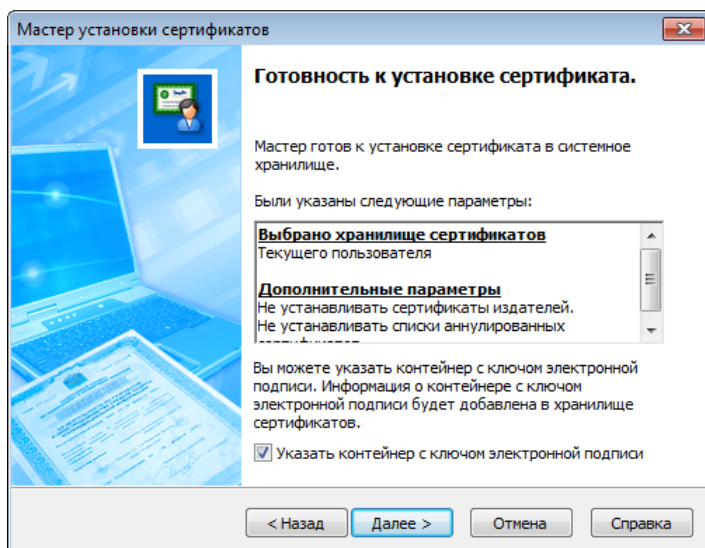 Мастер установки сертификатов
Готовность к установке сертификата.
Мастер готов к установке сертификата в системное
хранилище.
Были указаны следующие параметры:
Выбрано хранилище сертификатов
Текущего пользователя
Дополнительные параметры
Не устанавливать сертификаты издателей.
Не устанавливать списки аннулированных
сертификатов
Вы можете указать контейнер с ключом электронной
подписи. Информация о контейнере с ключом
электронной подписи будет добавлена в хранилище
сертификатов.
Указать контейнер с ключом электронной подписи
< Назад
Далее >
Отмена
Справка